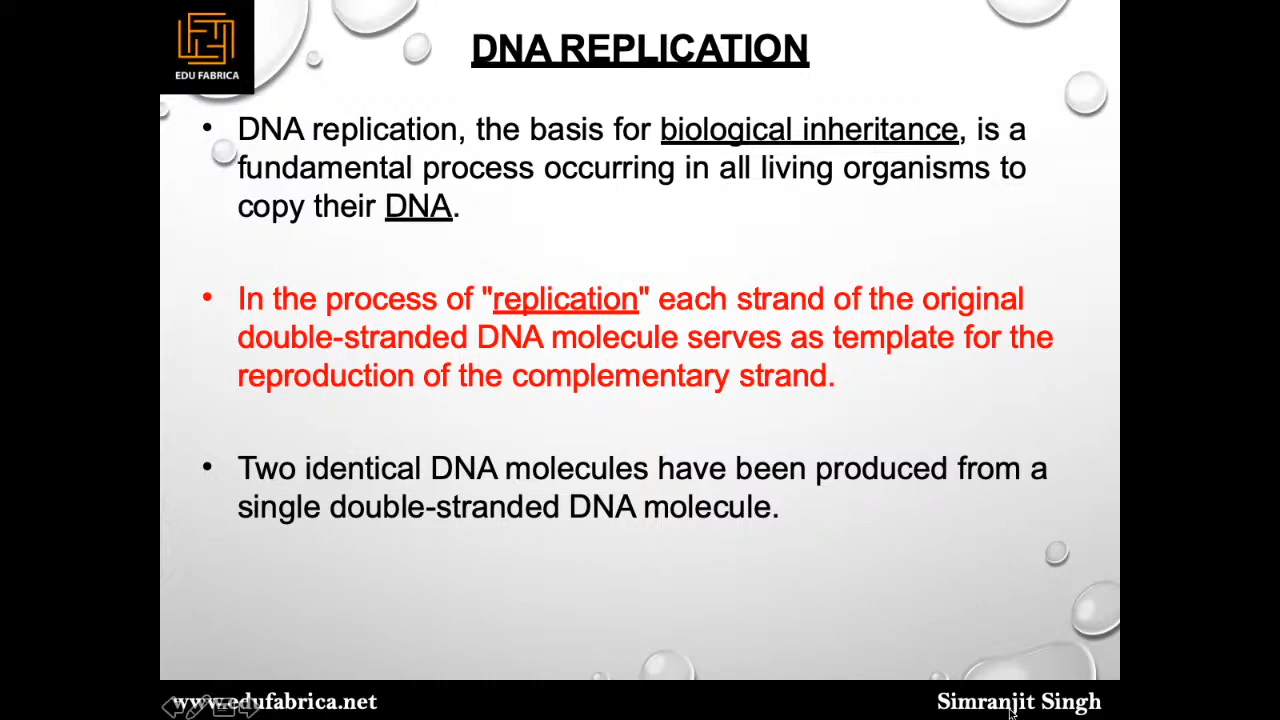 EDU FABRICA
DNA REPLICATION
• DNA replication, the basis for biological inheritance, is a
fundamental process occurring in all living organisms to
copy their DNA.
• In the process of "replication" each strand of the original
double-stranded DNA molecule serves as template for the
reproduction of the complementary strand.
• Two identical DNA molecules have been produced from a
single double-stranded DNA molecule.
www.edufabrica.net
Simranjit Singh